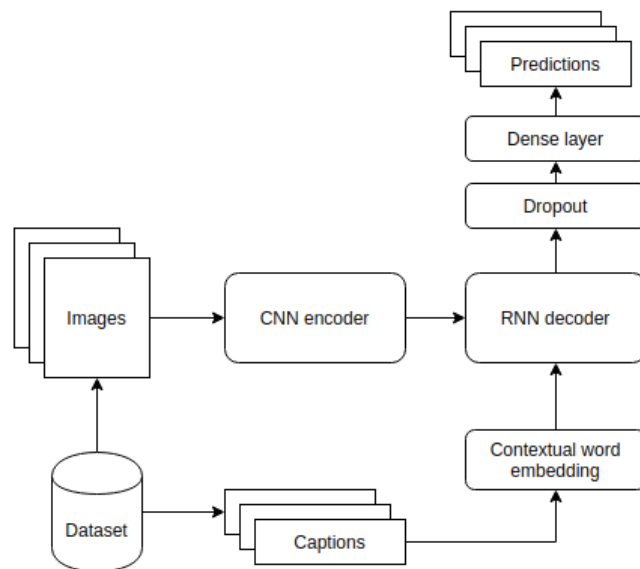 Predictions
Dense layer
Dropout
Images
CNN encoder
RNN decoder
Contextual word
embedding
Dataset
Captions